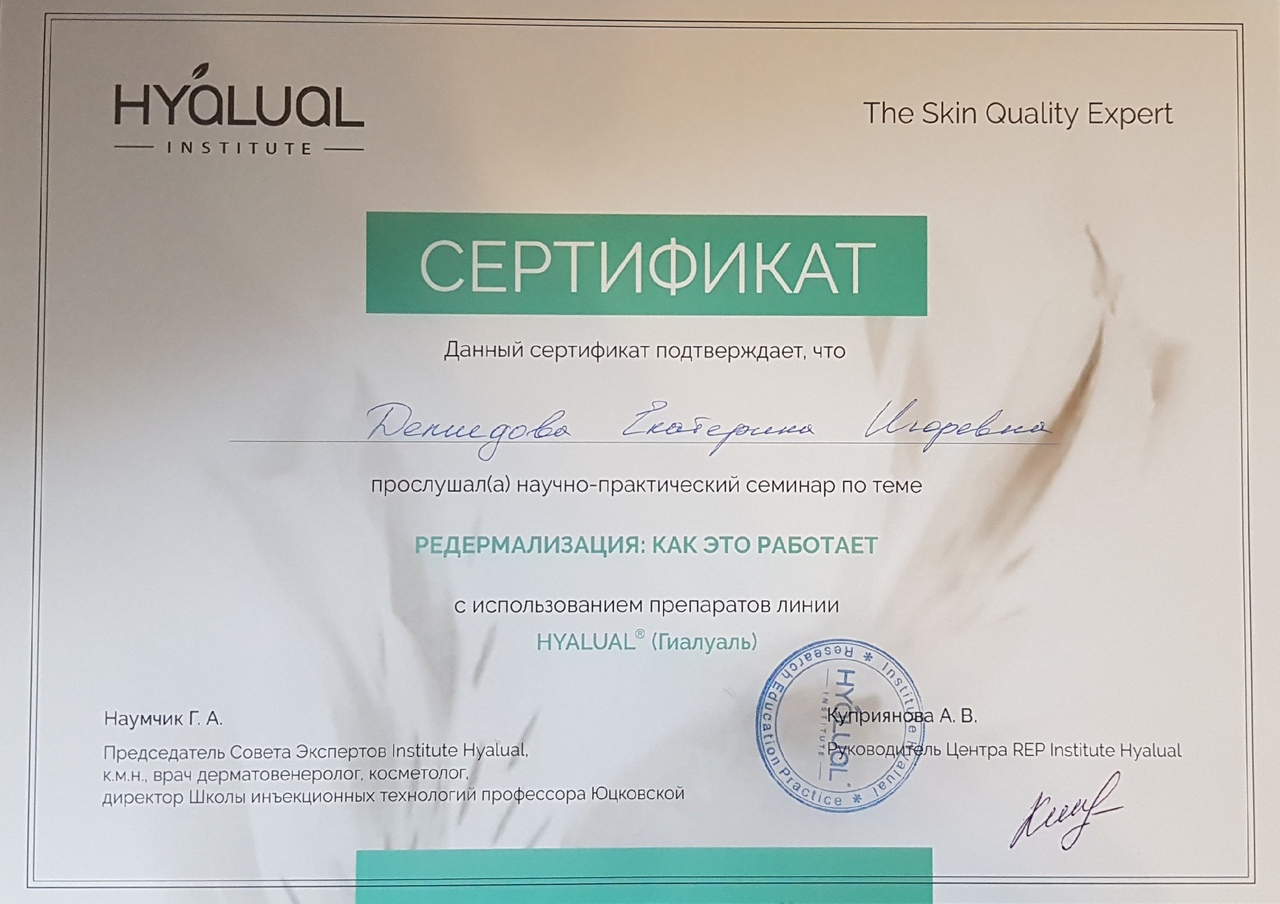 HYALUAL
INSTITUTE
The Skin Quality Expert
СЕРТИФИКАТ
Данный сертификат подтверждает, что
Демидова Екатерина Игоревна
прослушал(а) научно-практический семинар по теме
РЕДЕРМАЛИЗАЦИЯ: КАК ЭТО РАБОТАЕТ
с использованием препаратов линии
HYALUAL® (Гиалуаль)
Наумчик Г. А.
Председатель Совета Экспертов Institute Hyalual,
к.м.н., врач дерматовенеролог, косметолог,
директор Школы инъекционных технологий профессора Юцковской
Куприянова А. В.
Руководитель Центра REP Institute Hyalual
* Institute Hyalual * Research Education Practice
HYALUAL
INSTITUTE